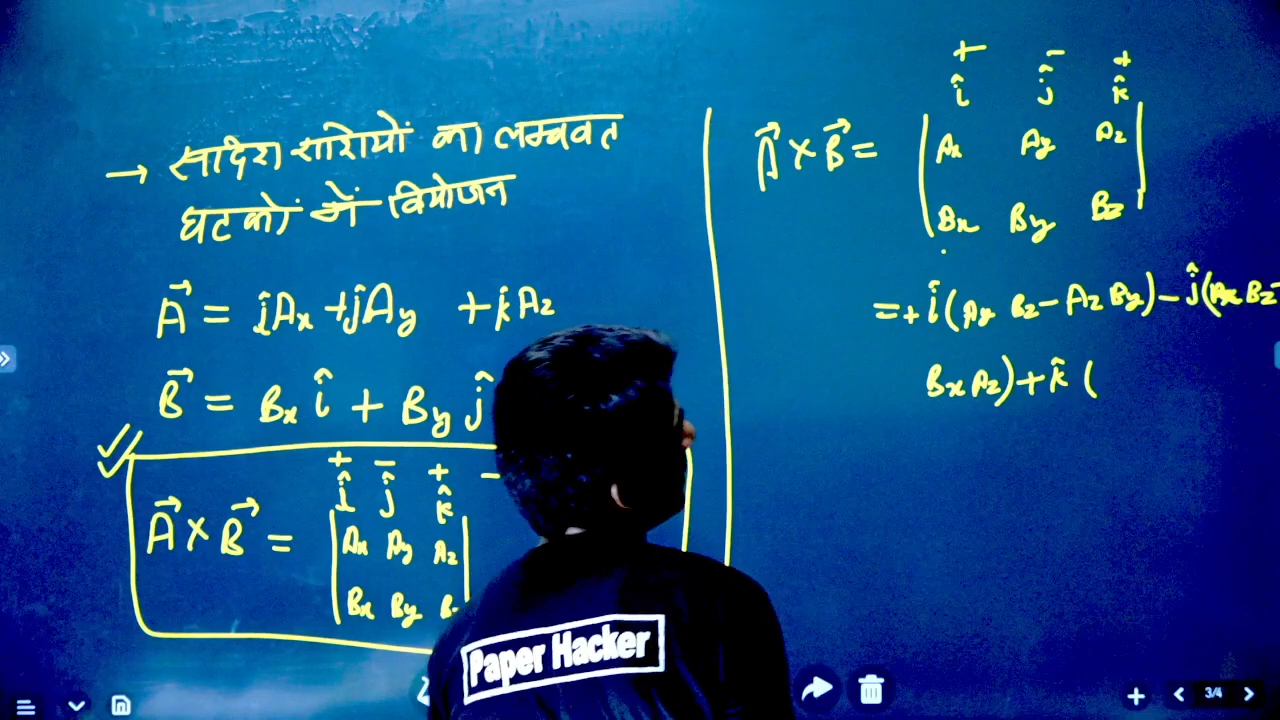 → सदिश राशियों का लम्बवत
घटकों में वियोजन
A⃗ = îAx + ĵAy + k̂Az
B⃗ = Bx î + By ĵ
+ − +
î ĵ k̂
A⃗ × B⃗ = | Ax Ay Az |
| Bx By
+ − +
î ĵ k̂
A⃗ × B⃗ = | Ax Ay Az |
| Bx By Bz |
= + î (Ay Bz − Az By) − ĵ (Ax Bz
Bx Az) + k̂ (
Paper Hacker
3/4